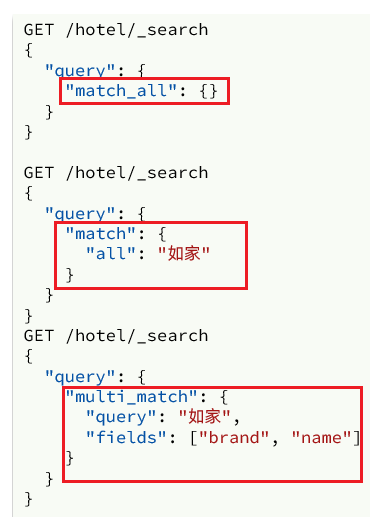 GET /hotel/_search
{
  "query": {
    "match_all": {}
  }
}
GET /hotel/_search
{
  "query": {
    "match": {
      "all": "如家"
    }
  }
}
GET /hotel/_search
{
  "query": {
    "multi_match": {
      "query": "如家",
      "fields": ["brand", "name"]
    }
  }
}